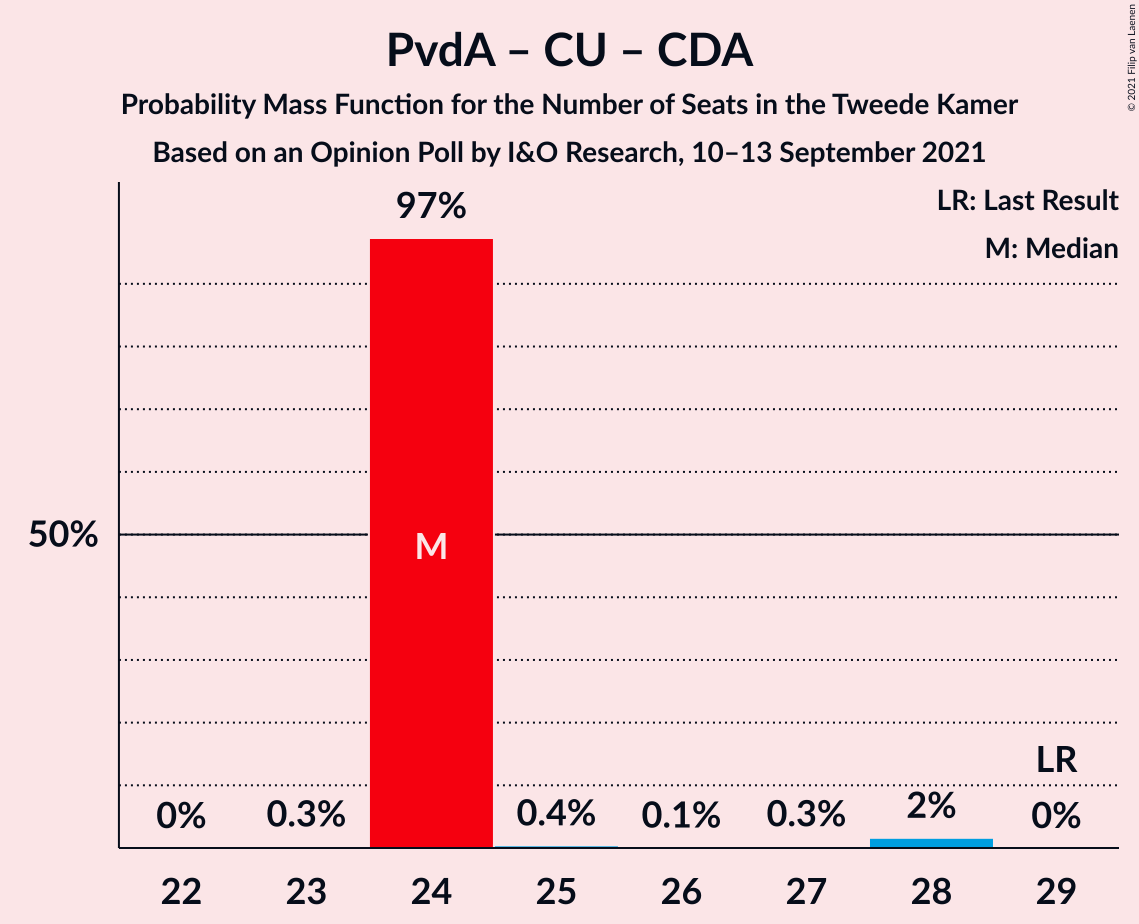 PvdA – CU – CDA
Probability Mass Function for the Number of Seats in the Tweede Kamer
Based on an Opinion Poll by I&O Research, 10–13 September 2021
© 2021 Filip van Laenen
LR: Last Result
M: Median
97%
50%
M
LR
0%
0.3%
0.4%
0.1%
0.3%
2%
0%
22
23
24
25
26
27
28
29